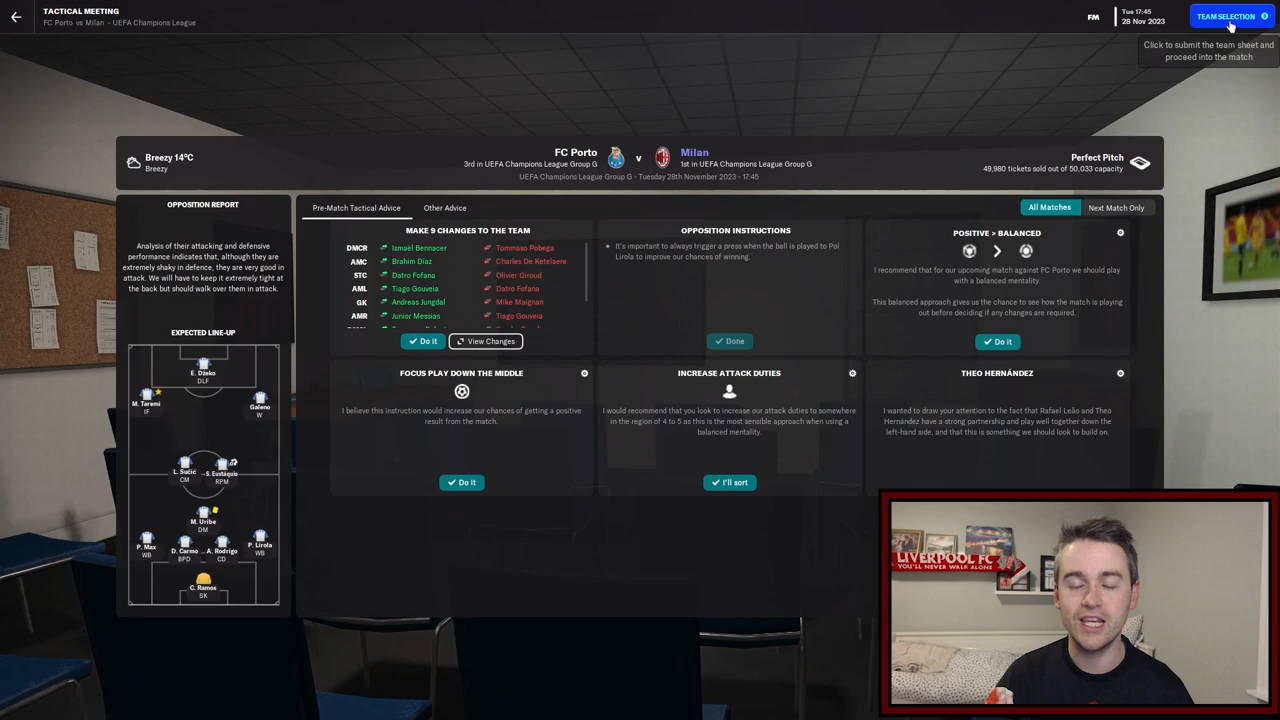 TACTICAL MEETING
FC Porto vs Milan - UEFA Champions League
FM
Tue 17:45
28 Nov 2023
TEAM SELECTION
Click to submit the team sheet and
proceed into the match
Breezy 14°C
Breezy
FC Porto
3rd in UEFA Champions League Group G
v
Milan
1st in UEFA Champions League Group G
UEFA Champions League Group G - Tuesday 28th November 2023 - 17:45
Perfect Pitch
49,980 tickets sold out of 50,033 capacity
OPPOSITION REPORT
Analysis of their attacking and defensive
performance indicates that, although they are
extremely shaky in defence, they are very good in
attack. We will have to keep it extremely tight at
the back but should walk over them in attack.
EXPECTED LINE-UP
E. Džeko
DLF
M. Taremi
IF
Galeno
W
L. Sučić
CM
S. Eustáquio
RPM
M. Uribe
DM
P. Max
WB
D. Carmo
BPD
A. Rodrigo
CD
P. Lirola
WB
C. Ramos
SK
Pre-Match Tactical Advice
Other Advice
All Matches
Next Match Only
MAKE 9 CHANGES TO THE TEAM
DMCR Ismaël Bennacer Tommaso Pobega
AMC Brahim Díaz Charles De Ketelaere
STC Datro Fofana Olivier Giroud
AML Tiago Gouveia Datro Fofana
GK Andreas Jungdal Mike Maignan
AMR Junior Messias Tiago Gouveia
Do it
View Changes
OPPOSITION INSTRUCTIONS
It's important to always trigger a press when the ball is played to Pol
Lirola to improve our chances of winning.
Done
POSITIVE > BALANCED
I recommend that for our upcoming match against FC Porto we should play
with a balanced mentality.
This balanced approach gives us the chance to see how the match is playing
out before deciding if any changes are required.
Do it
FOCUS PLAY DOWN THE MIDDLE
I believe this instruction would increase our chances of getting a positive
result from the match.
Do it
INCREASE ATTACK DUTIES
I would recommend that you look to increase our attack duties to somewhere
in the region of 4 to 5 as this is the most sensible approach when using a
balanced mentality.
I'll sort
THEO HERNÁNDEZ
I wanted to draw your attention to the fact that Rafael Leão and Theo
Hernández have a strong partnership and play well together down the
left-hand side, and that this is something we should look to build on.
LIVERPOOL FC
YOU'LL NEVER WALK ALONE